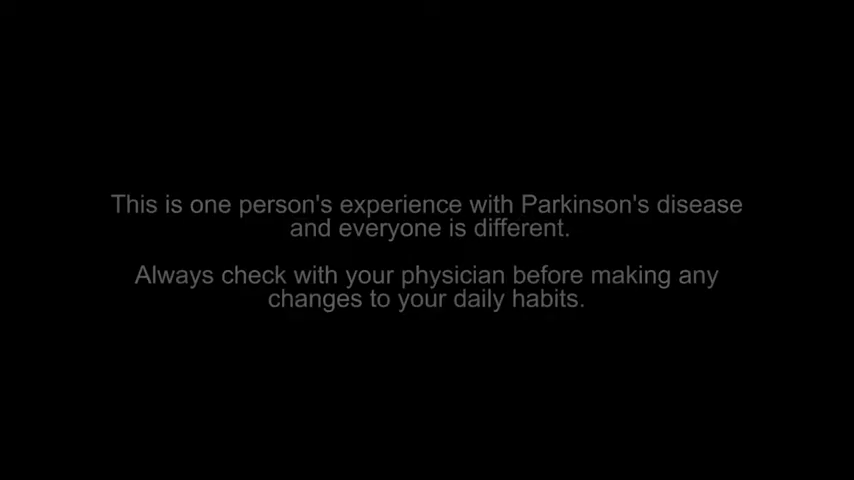 This is one person's experience with Parkinson's disease
and everyone is different.
Always check with your physician before making any
changes to your daily habits.